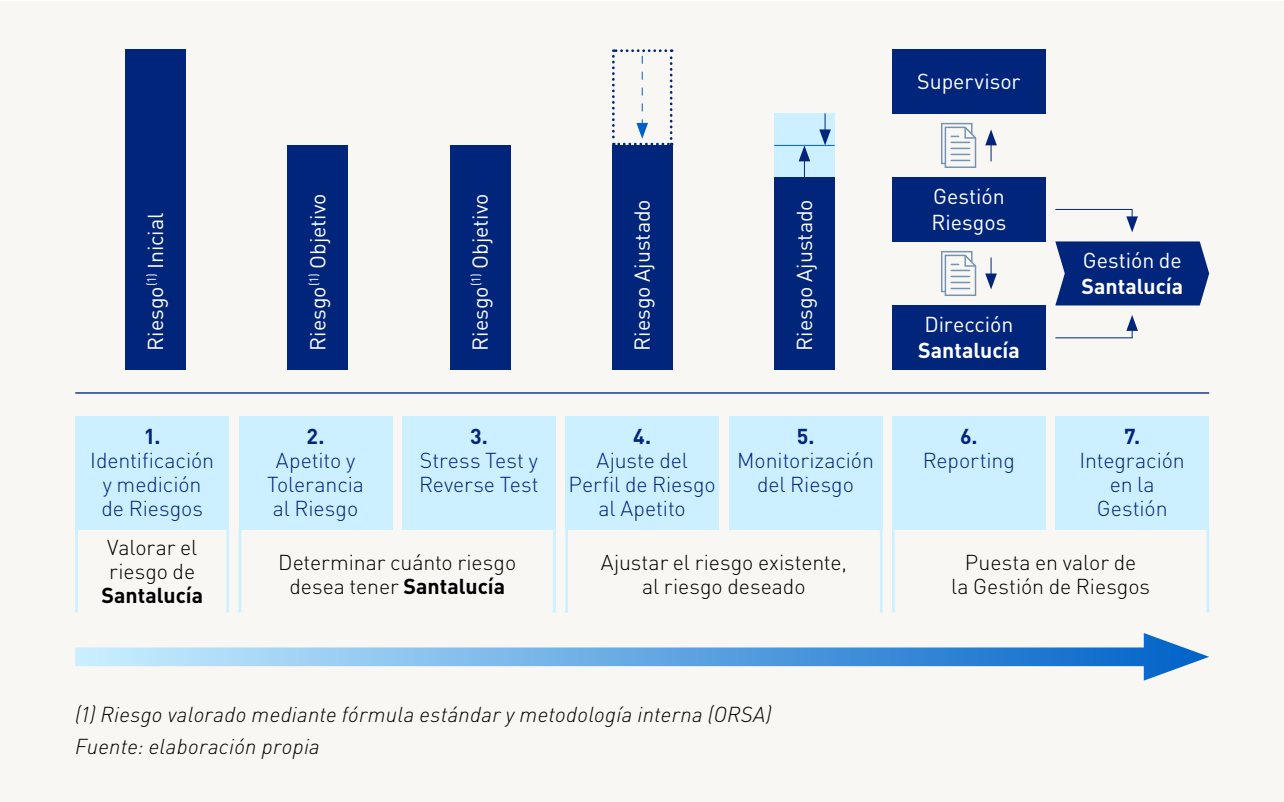 Riesgo(1) Inicial
Riesgo(1) Objetivo
Riesgo(1) Objetivo
Riesgo Ajustado
Riesgo Ajustado
Supervisor
Gestión
Riesgos
Dirección
Santalucía
Gestión de
Santalucía
1.
Identificación
y medición
de Riesgos
2.
Apetito y
Tolerancia
al Riesgo
3.
Stress Test y
Reverse Test
4.
Ajuste del
Perfil de Riesgo
al Apetito
5.
Monitorización
del Riesgo
6.
Reporting
7.
Integración
en la
Gestión
Valorar el
riesgo de
Santalucía
Determinar cuánto riesgo
desea tener Santalucía
Ajustar el riesgo existente,
al riesgo deseado
Puesta en valor de
la Gestión de Riesgos
(1) Riesgo valorado mediante fórmula estándar y metodología interna (ORSA)
Fuente: elaboración propia